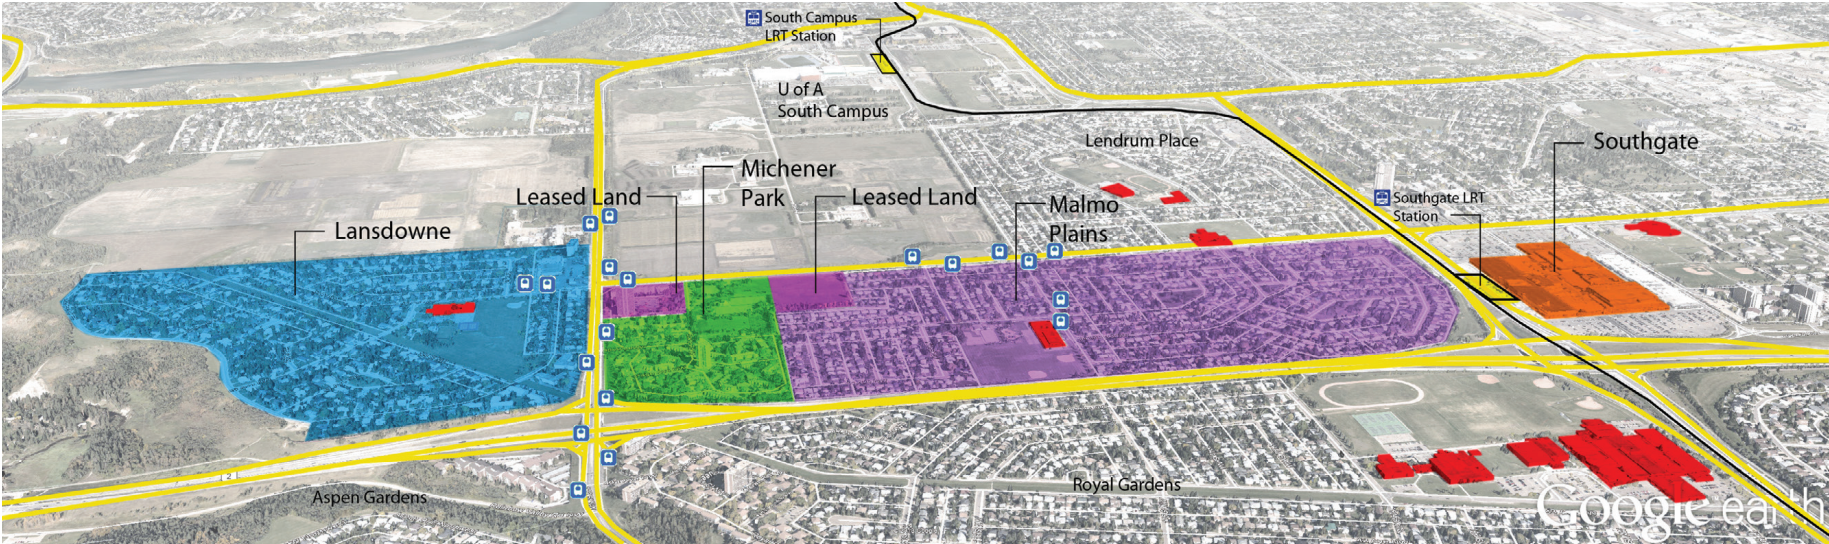 South Campus
LRT Station
U of A
South Campus
Lendrum Place
Southgate
Michener
Park
Leased Land
Leased Land
Malmo
Plains
Southgate LRT
Station
Lansdowne
2
Aspen Gardens
Royal Gardens
Google earth